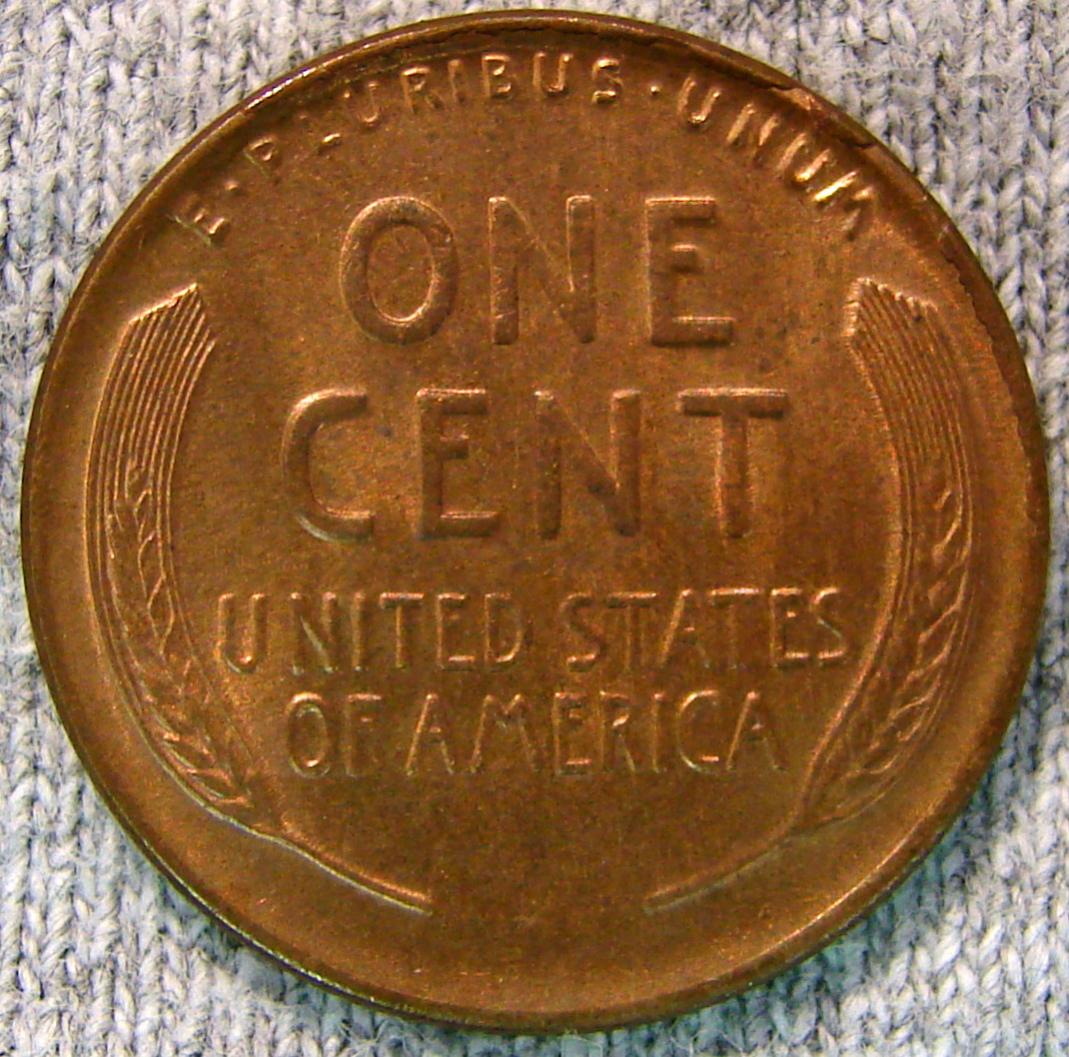 E·PLURIBUS·UNUM
ONE
CENT
UNITED STATES
OF AMERICA